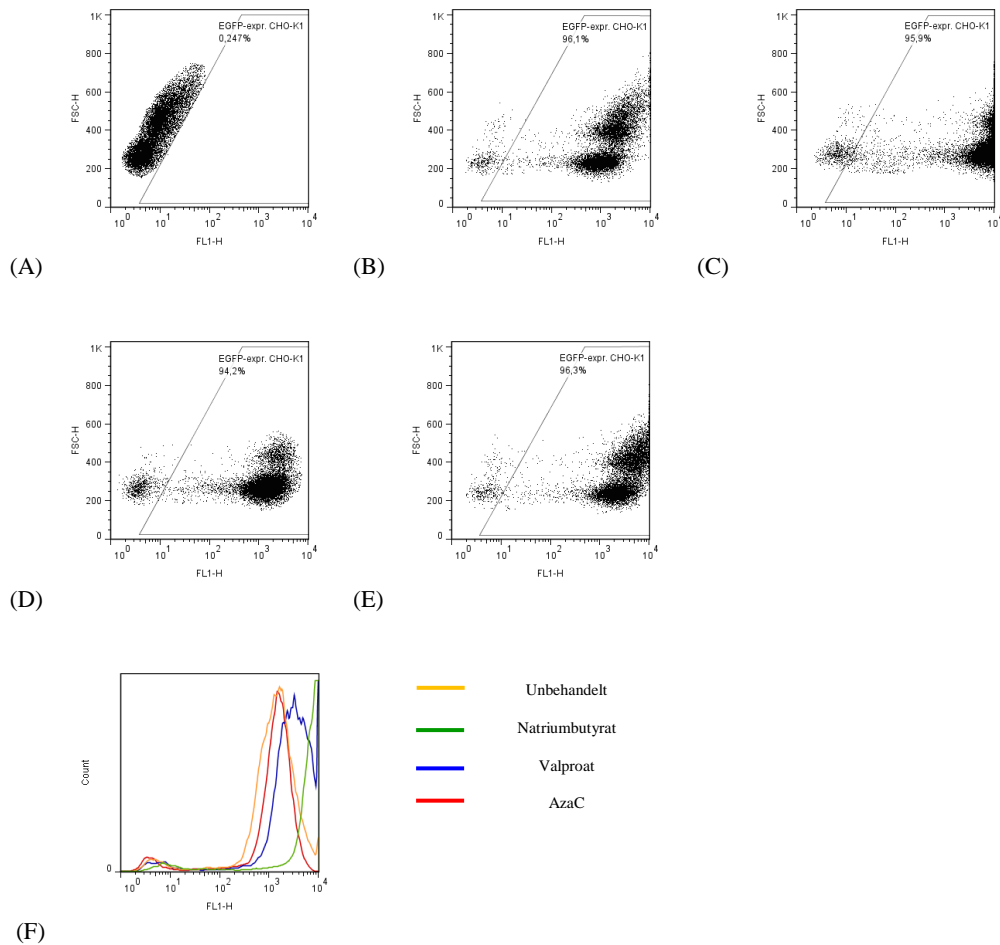 1K
800
600
400
200
0
FSC-H
EGFP-expr. CHO-K1
0,247%
10^0 10^1 10^2 10^3 10^4
FL1-H
(A)
1K
800
600
400
200
0
FSC-H
EGFP-expr. CHO-K1
96,1%
10^0 10^1 10^2 10^3 10^4
FL1-H
(B)
1K
800
600
400
200
0
FSC-H
EGFP-expr. CHO-K1
95,9%
10^0 10^1 10^2 10^3 10^4
FL1-H
(C)
1K
800
600
400
200
0
FSC-H
EGFP-expr. CHO-K1
94,2%
10^0 10^1 10^2 10^3 10^4
FL1-H
(D)
1K
800
600
400
200
0
FSC-H
EGFP-expr. CHO-K1
96,3%
10^0 10^1 10^2 10^3 10^4
FL1-H
(E)
Count
0
10^0 10^1 10^2 10^3 10^4
FL1-H
Unbehandelt
Natriumbutyrat
Valproat
AzaC
(F)